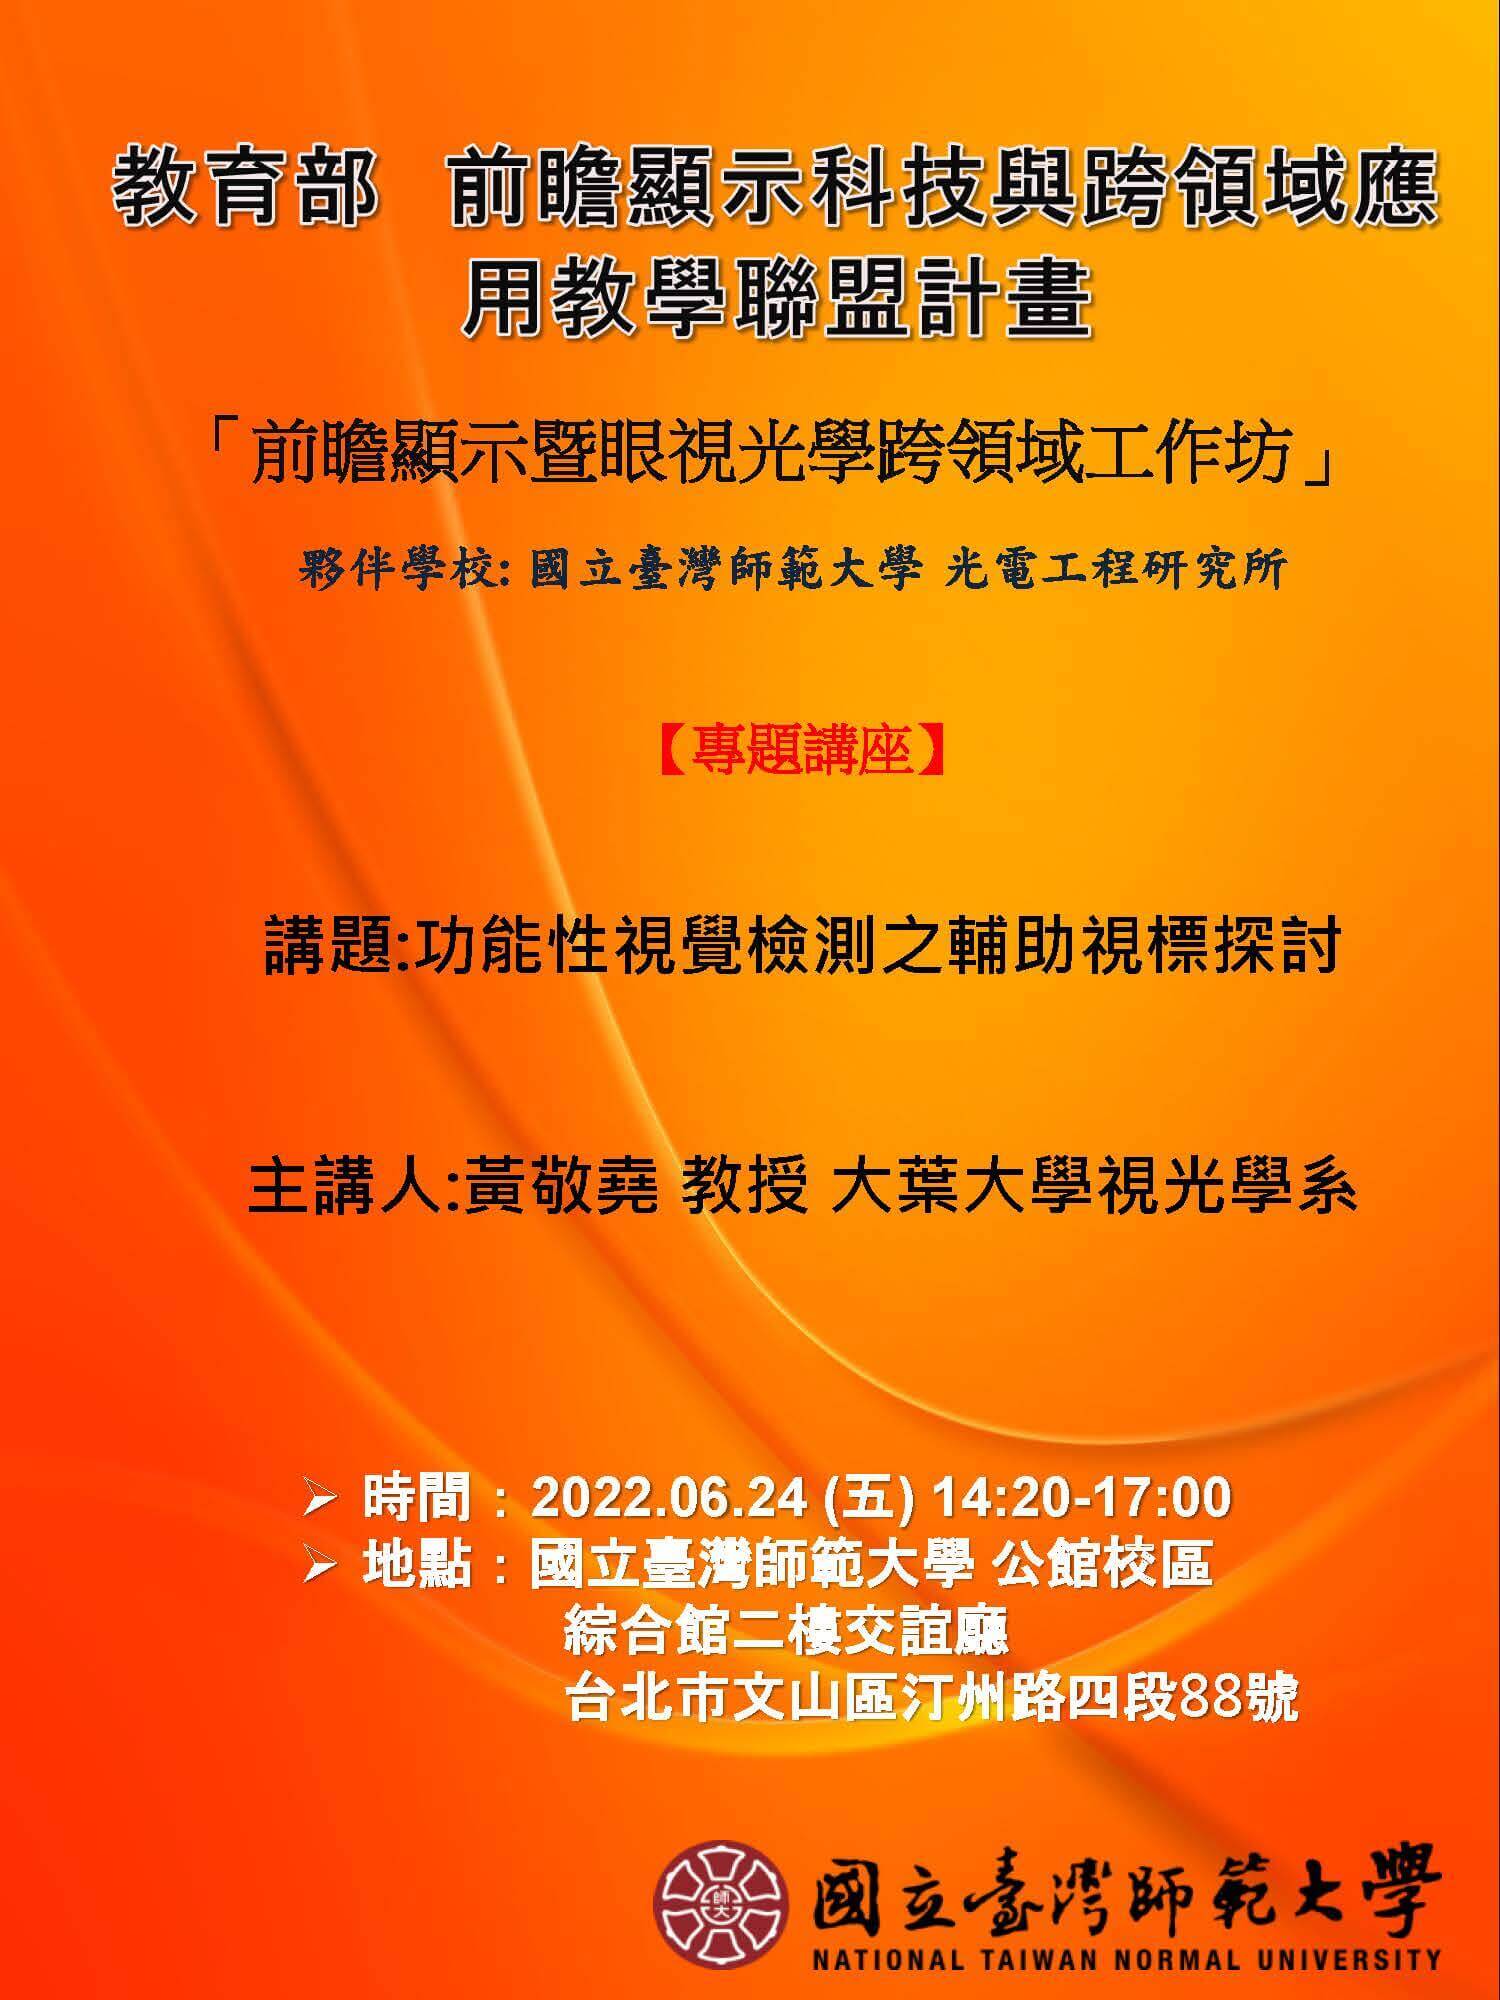 教育部 前瞻顯示科技與跨領域應
用教學聯盟計畫
「前瞻顯示暨眼視光學跨領域工作坊」
夥伴學校: 國立臺灣師範大學 光電工程研究所
【專題講座】
講題:功能性視覺檢測之輔助視標探討
主講人:黃敬堯 教授 大葉大學視光學系
➢ 時間：2022.06.24 (五) 14:20-17:00
➢ 地點：國立臺灣師範大學 公館校區
綜合館二樓交誼廳
台北市文山區汀州路四段88號
師大
國立臺灣師範大學
NATIONAL TAIWAN NORMAL UNIVERSITY